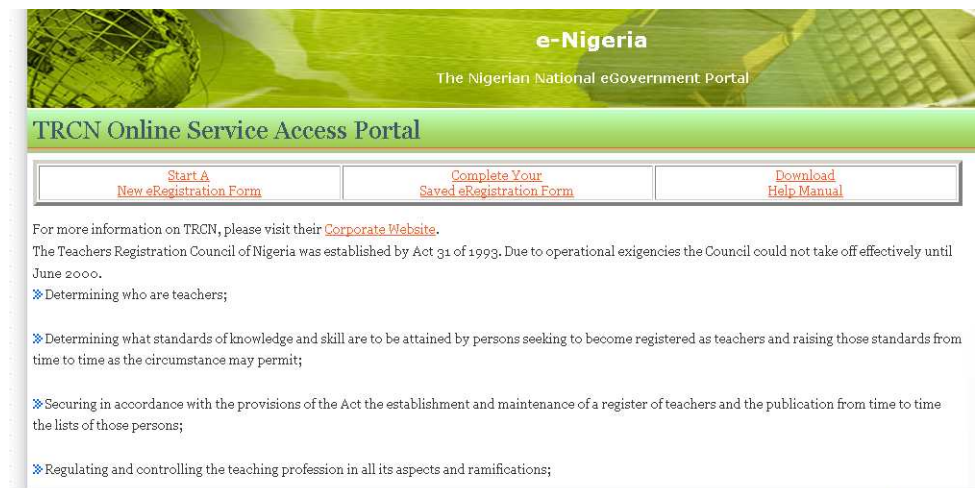 e-Nigeria
The Nigerian National eGovernment Portal
TRCN Online Service Access Portal
Start A
New eRegistration Form
Complete Your
Saved eRegistration Form
Download
Help Manual
For more information on TRCN, please visit their Corporate Website.
The Teachers Registration Council of Nigeria was established by Act 31 of 1993. Due to operational exigencies the Council could not take off effectively until
June 2000.
Determining who are teachers;
Determining what standards of knowledge and skill are to be attained by persons seeking to become registered as teachers and raising those standards from
time to time as the circumstance may permit;
Securing in accordance with the provisions of the Act the establishment and maintenance of a register of teachers and the publication from time to time
the lists of those persons;
Regulating and controlling the teaching profession in all its aspects and ramifications;